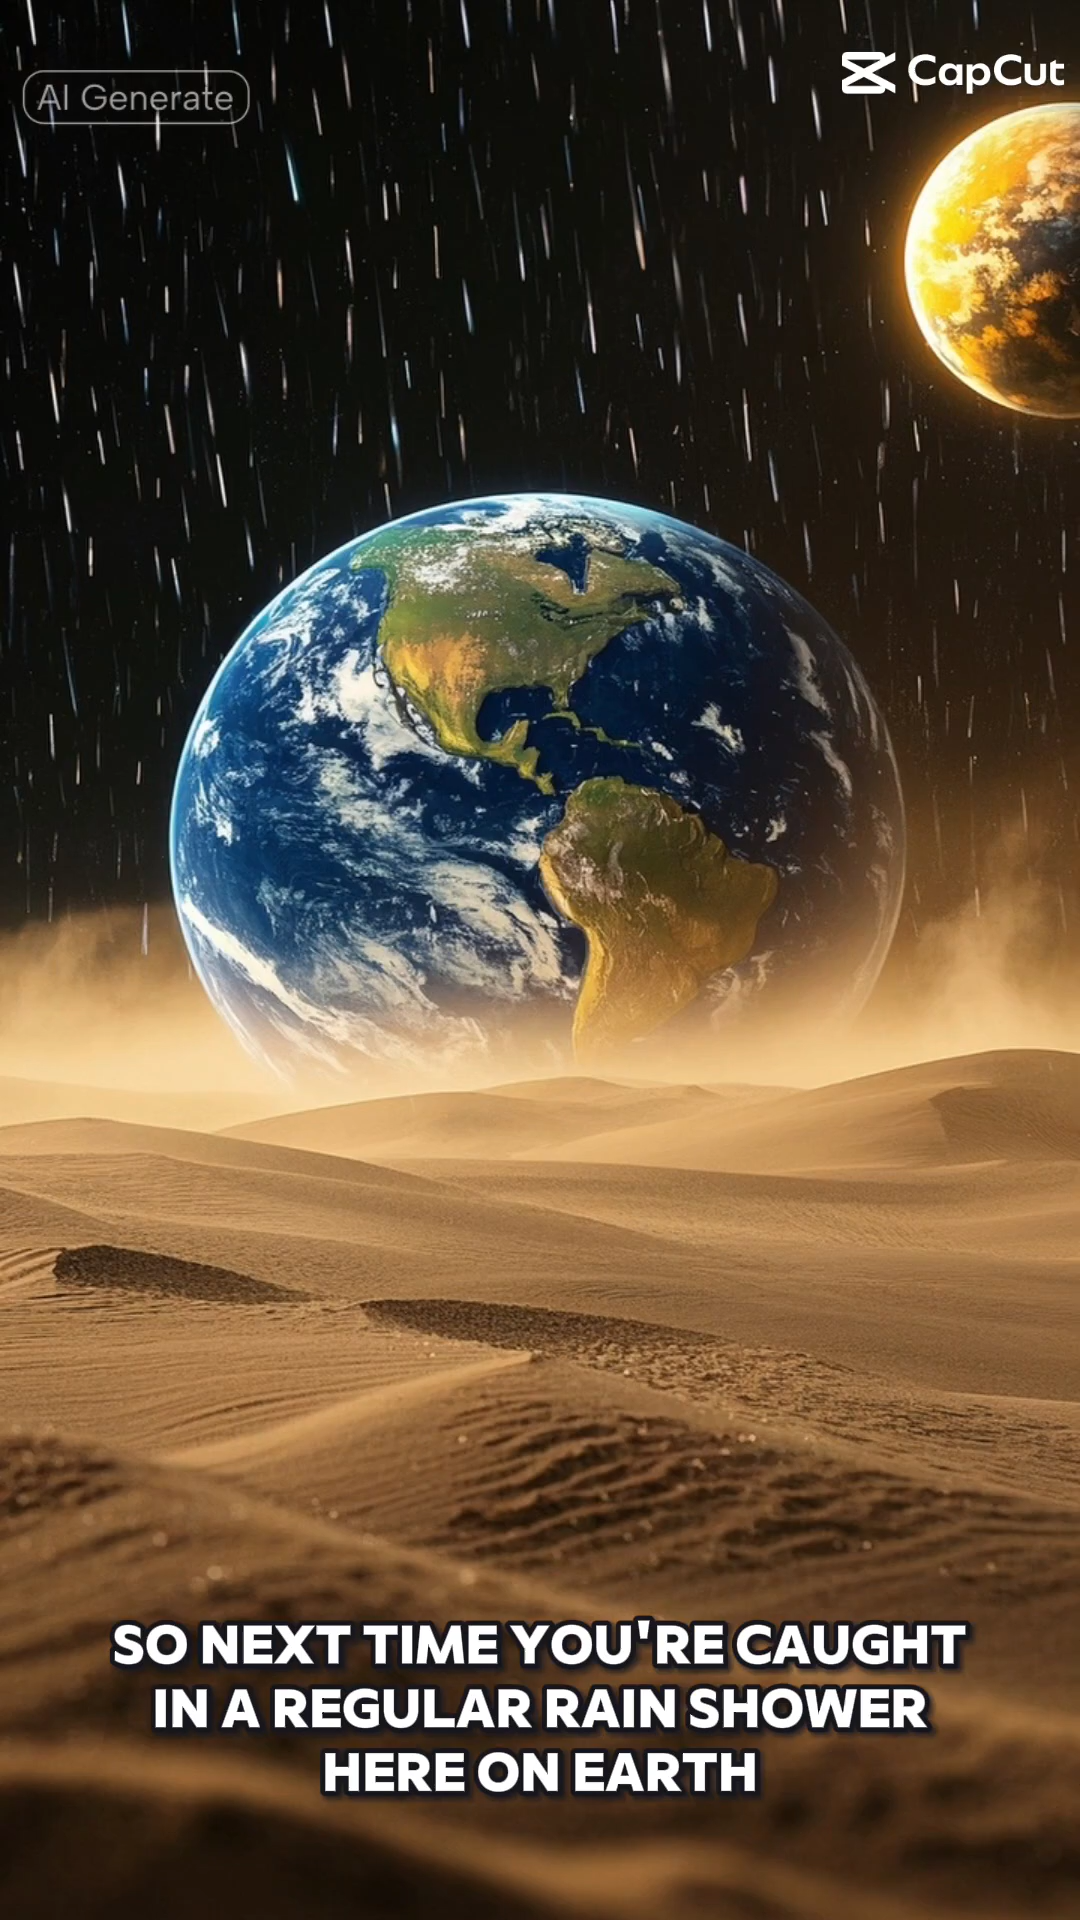 AI Generate
CapCut
SO NEXT TIME YOU'RE CAUGHT
IN A REGULAR RAIN SHOWER
HERE ON EARTH